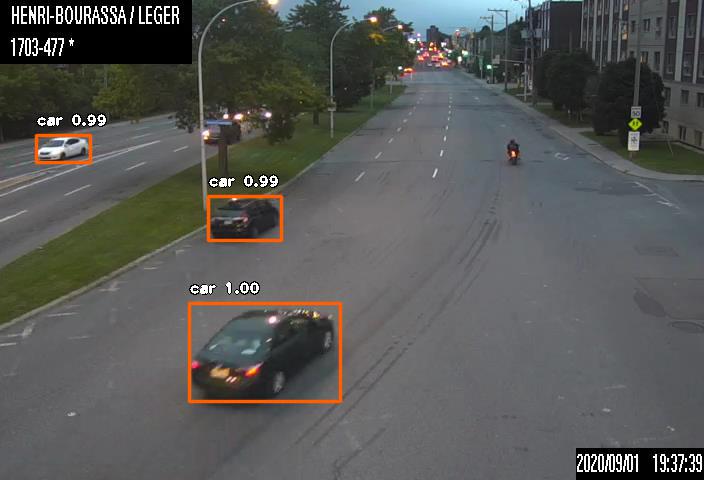 HENRI-BOURASSA / LEGER
1703-477 *
car 0.99
car 0.99
car 1.00
2020/09/01 19:37:39